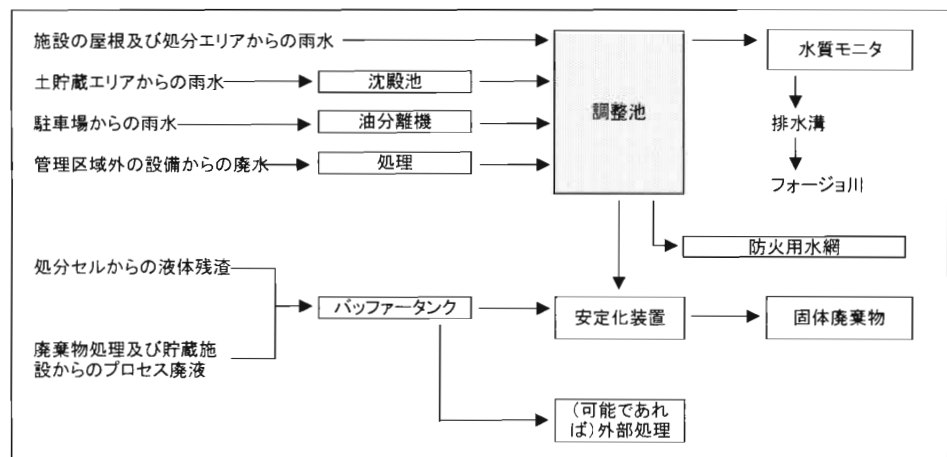 施設の屋根及び処分エリアからの雨水
土貯蔵エリアからの雨水
沈殿池
駐車場からの雨水
油分離機
管理区域外の設備からの廃水
処理
調整池
水質モニタ
排水溝
フォージョ川
防火用水網
処分セルからの液体残渣
バッファータンク
安定化装置
固体廃棄物
廃棄物処理及び貯蔵施
設からのプロセス廃液
(可能であれ
ば)外部処理